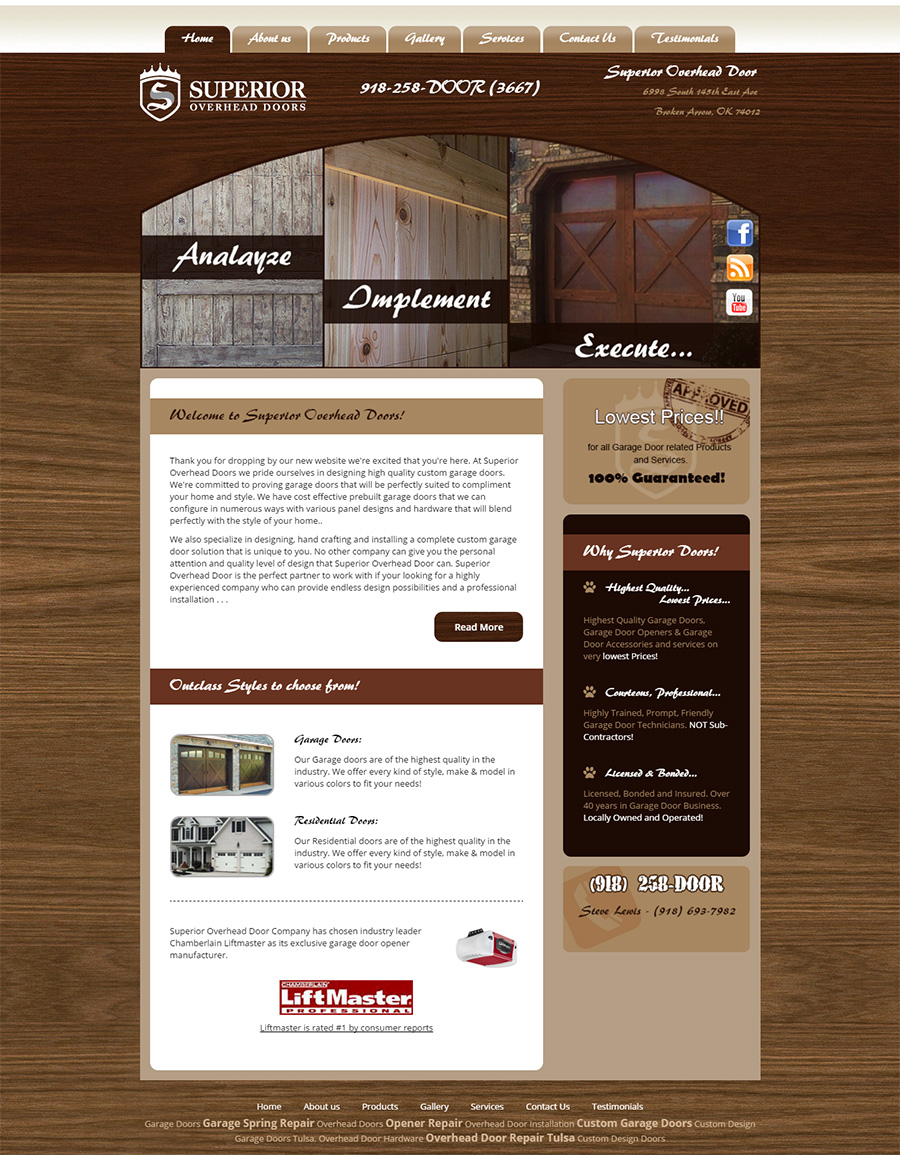 Home About us Products Gallery Services Contact Us Testimonials
SUPERIOR
OVERHEAD DOORS
918-258-DOOR (3667)
Superior Overhead Door
6998 South 145th East Ave
Broken Arrow, OK 74012
Analayze
Implement
Execute...
You
Tube
Welcome to Superior Overhead Doors!
Thank you for dropping by our new website we're excited that you're here. At Superior
Overhead Doors we pride ourselves in designing high quality custom garage doors.
We're committed to proving garage doors that will be perfectly suited to compliment
your home and style. We have cost effective prebuilt garage doors that we can
configure in numerous ways with various panel designs and hardware that will blend
perfectly with the style of your home..
We also specialize in designing, hand crafting and installing a complete custom garage
door solution that is unique to you. No other company can give you the personal
attention and quality level of design that Superior Overhead Door can. Superior
Overhead Door is the perfect partner to work with if your looking for a highly
experienced company who can provide endless design possibilities and a professional
installation . . .
Read More
Outclass Styles to choose from!
Garage Doors:
Our Garage doors are of the highest quality in the
industry. We offer every kind of style, make & model in
various colors to fit your needs!
Residential Doors:
Our Residential doors are of the highest quality in the
industry. We offer every kind of style, make & model in
various colors to fit your needs!
Superior Overhead Door Company has chosen industry leader
Chamberlain Liftmaster as its exclusive garage door opener
manufacturer.
CHAMBERLAIN
LiftMaster
PROFESSIONAL
Liftmaster is rated #1 by consumer reports
APPROVED
Lowest Prices!!
for all Garage Door related Products
and Services.
100% Guaranteed!
Why Superior Doors!
Highest Quality...
Lowest Prices...
Highest Quality Garage Doors,
Garage Door Openers & Garage
Door Accessories and services on
very lowest Prices!
Courteous, Professional...
Highly Trained, Prompt, Friendly
Garage Door Technicians. NOT Sub-
Contractors!
Licensed & Bonded...
Licensed, Bonded and Insured. Over
40 years in Garage Door Business.
Locally Owned and Operated!
(918) 258-DOOR
Steve Lewis - (918) 693-7982
Home About us Products Gallery Services Contact Us Testimonials
Garage Doors Garage Spring Repair Overhead Doors Opener Repair Overhead Door Installation Custom Garage Doors Custom Design
Garage Doors Tulsa. Overhead Door Hardware Overhead Door Repair Tulsa Custom Design Doors